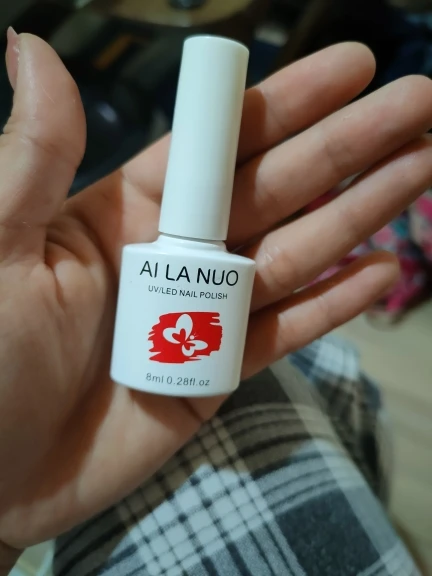 AI LA NUO
UV/LED NAIL POLISH
8ml 0.28fl.oz